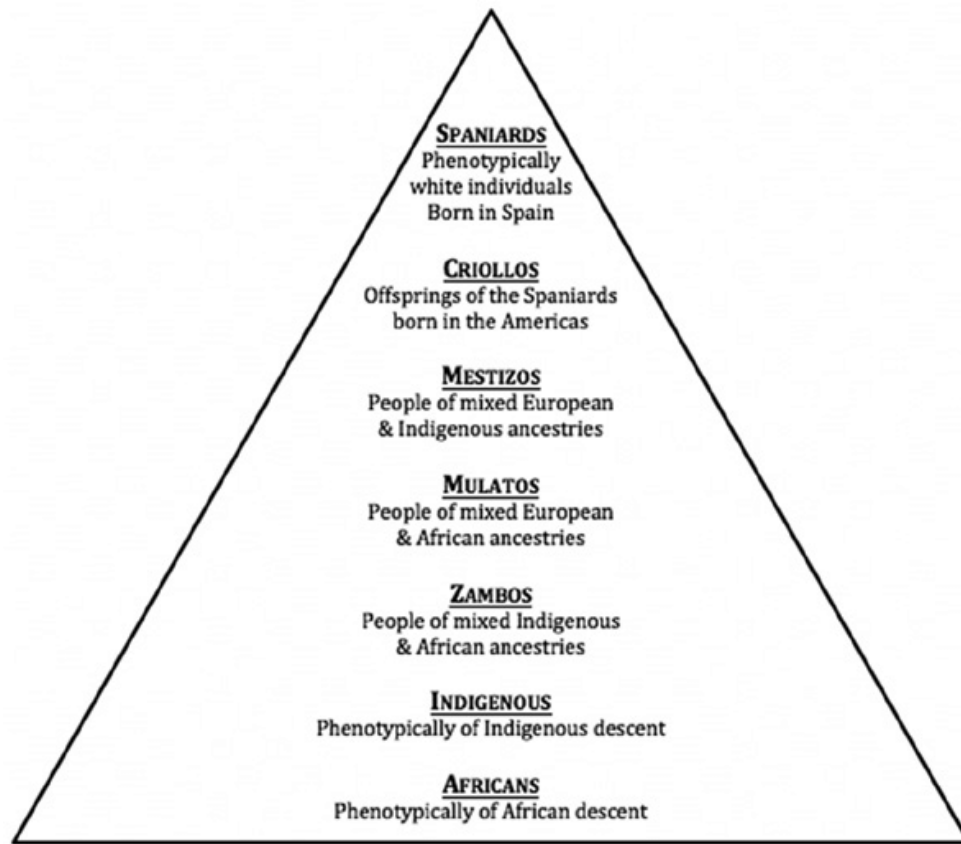 SPANIARDS
Phenotypically
white individuals
Born in Spain
CRIOLLOS
Offsprings of the Spaniards
born in the Americas
MESTIZOS
People of mixed European
& Indigenous ancestries
MULATOS
People of mixed European
& African ancestries
ZAMBOS
People of mixed Indigenous
& African ancestries
INDIGENOUS
Phenotypically of Indigenous descent
AFRICANS
Phenotypically of African descent